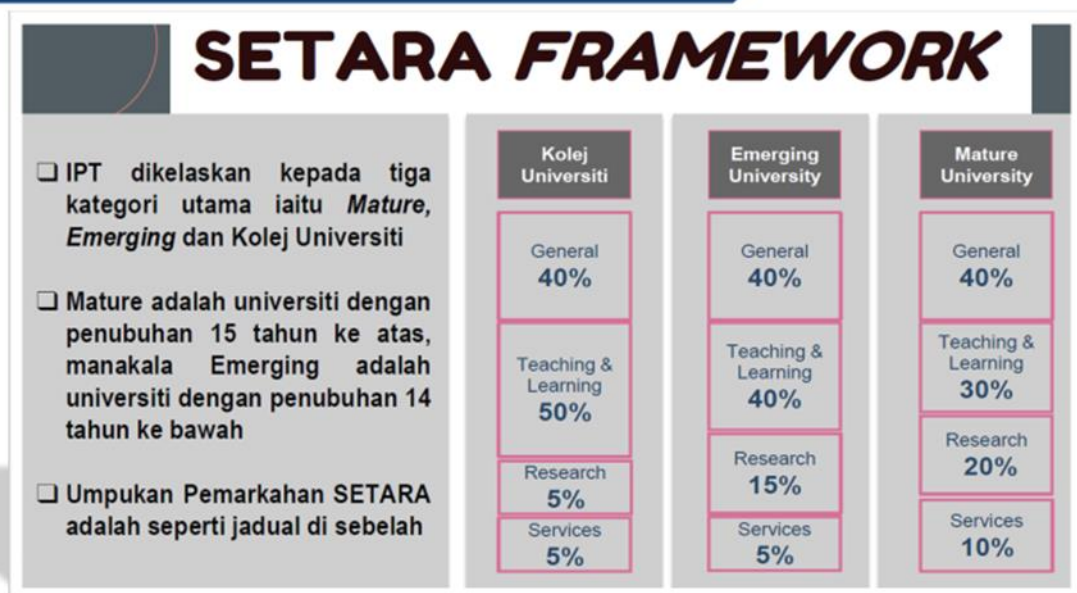 SETARA FRAMEWORK
❑ IPT dikelaskan kepada tiga
kategori utama iaitu Mature,
Emerging dan Kolej Universiti
❑ Mature adalah universiti dengan
penubuhan 15 tahun ke atas,
manakala Emerging adalah
universiti dengan penubuhan 14
tahun ke bawah
❑ Umpukan Pemarkahan SETARA
adalah seperti jadual di sebelah
Kolej
Universiti
General
40%
Teaching &
Learning
50%
Research
5%
Services
5%
Emerging
University
General
40%
Teaching &
Learning
40%
Research
15%
Services
5%
Mature
University
General
40%
Teaching &
Learning
30%
Research
20%
Services
10%